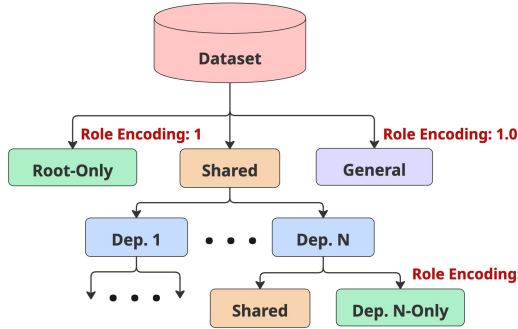 Dataset
Role Encoding: 1
Role Encoding: 1.0
Root-Only
Shared
General
Dep. 1
Dep. N
Role Encoding:
Shared
Dep. N-Only